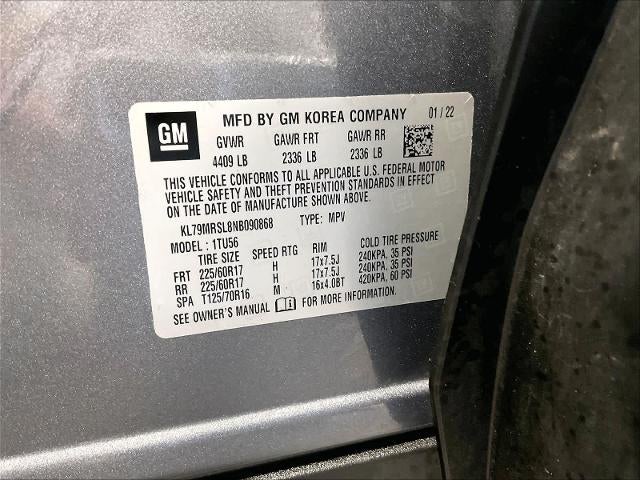 GM MFD BY GM KOREA COMPANY 01 / 22
GVWR GAWR FRT GAWR RR
4409 LB 2336 LB 2336 LB
THIS VEHICLE CONFORMS TO ALL APPLICABLE U.S. FEDERAL MOTOR
VEHICLE SAFETY AND THEFT PREVENTION STANDARDS IN EFFECT
ON THE DATE OF MANUFACTURE SHOWN ABOVE.
KL79MRSL8NB090868 TYPE: MPV
MODEL: 1TU56
TIRE SIZE SPEED RTG RIM COLD TIRE PRESSURE
FRT 225/60R17 H 17x7.5J 240KPA, 35 PSI
RR 225/60R17 H 17x7.5J 240KPA, 35 PSI
SPA T125/70R16 M 16x4.0BT 420KPA, 60 PSI
SEE OWNER'S MANUAL FOR MORE INFORMATION.